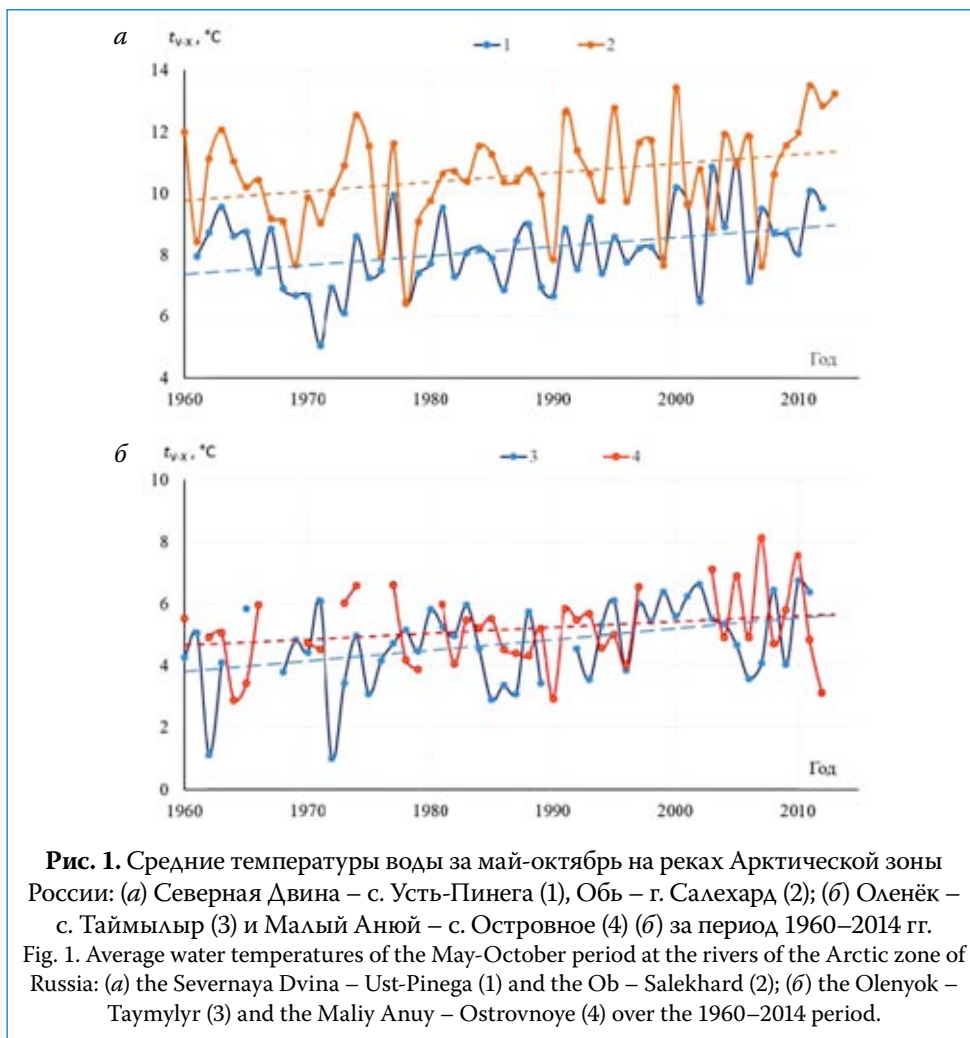 а
t_V-X, °C
1 2
14
12
10
8
6
4
Год
1960 1970 1980 1990 2000 2010
б
t_V-X, °C
3 4
10
8
6
4
2
0
Год
1960 1970 1980 1990 2000 2010
Рис. 1. Средние температуры воды за май-октябрь на реках Арктической зоны
России: (а) Северная Двина – с. Усть-Пинега (1), Обь – г. Салехард (2); (б) Оленёк –
с. Таймылыр (3) и Малый Анюй – с. Островное (4) (б) за период 1960–2014 гг.
Fig. 1. Average water temperatures of the May-October period at the rivers of the Arctic zone of
Russia: (а) the Severnaya Dvina – Ust-Pinega (1) and the Ob – Salekhard (2); (б) the Olenyok –
Taymylyr (3) and the Maliy Anuy – Ostrovnoye (4) over the 1960–2014 period.